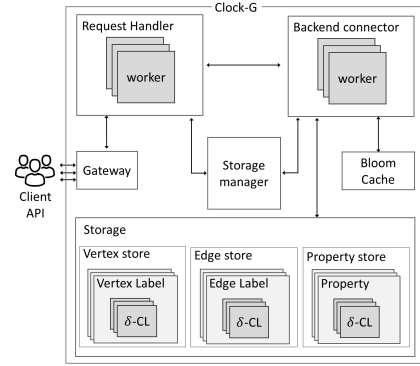 Clock-G
Request Handler
worker
Backend connector
worker
Client
API
Gateway
Storage
manager
Bloom
Cache
Storage
Vertex store
Vertex Label
δ-CL
Edge store
Edge Label
δ-CL
Property store
Property
δ-CL